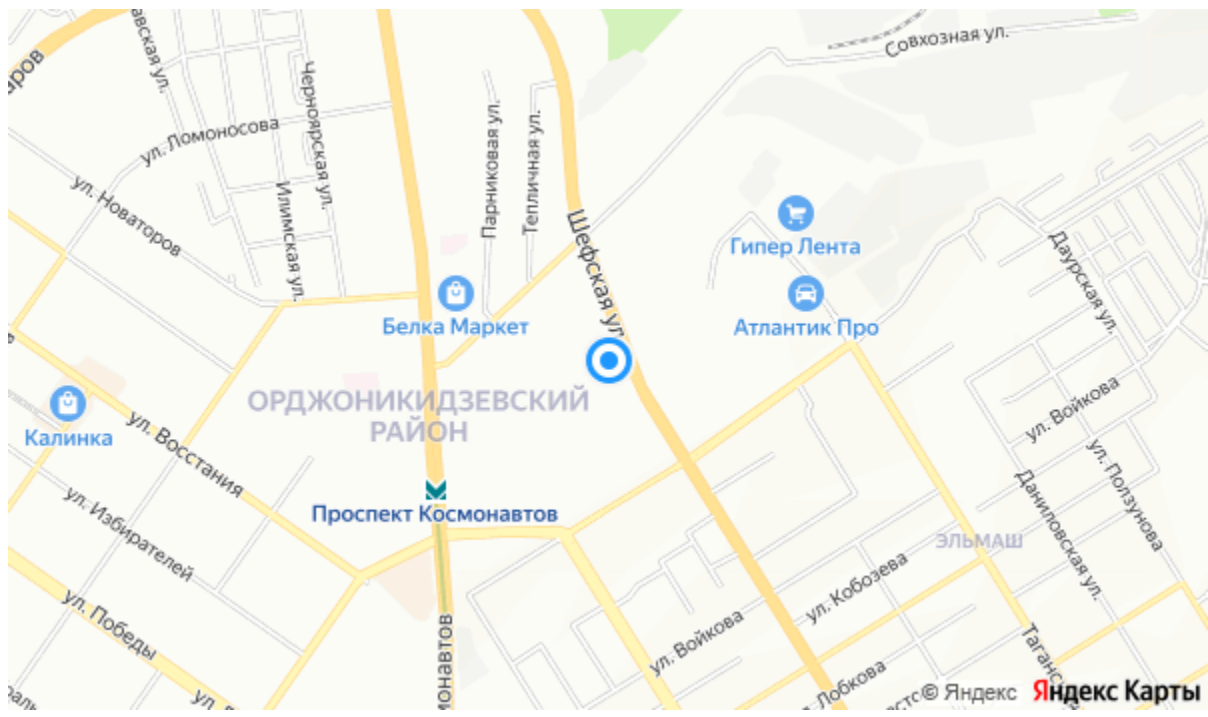 Совхозная ул.
Черноярская ул.
ул. Ломоносова
Парниковая ул.
Тепличная ул.
ул. Новаторов
Илимская ул.
Шефская ул
Гипер Лента
Даурская ул.
Белка Маркет
Атлантик Про
ОРДЖОНИКИДЗЕВСКИЙ
РАЙОН
Калинка
ул. Восстания
ул. Войкова
ул. Ползунова
Проспект Космонавтов
ул. Избирателей
Даниловская ул.
ЭЛЬМАШ
ул. Кобозева
ул. Победы
ул. Войкова
© Яндекс
Яндекс Карты